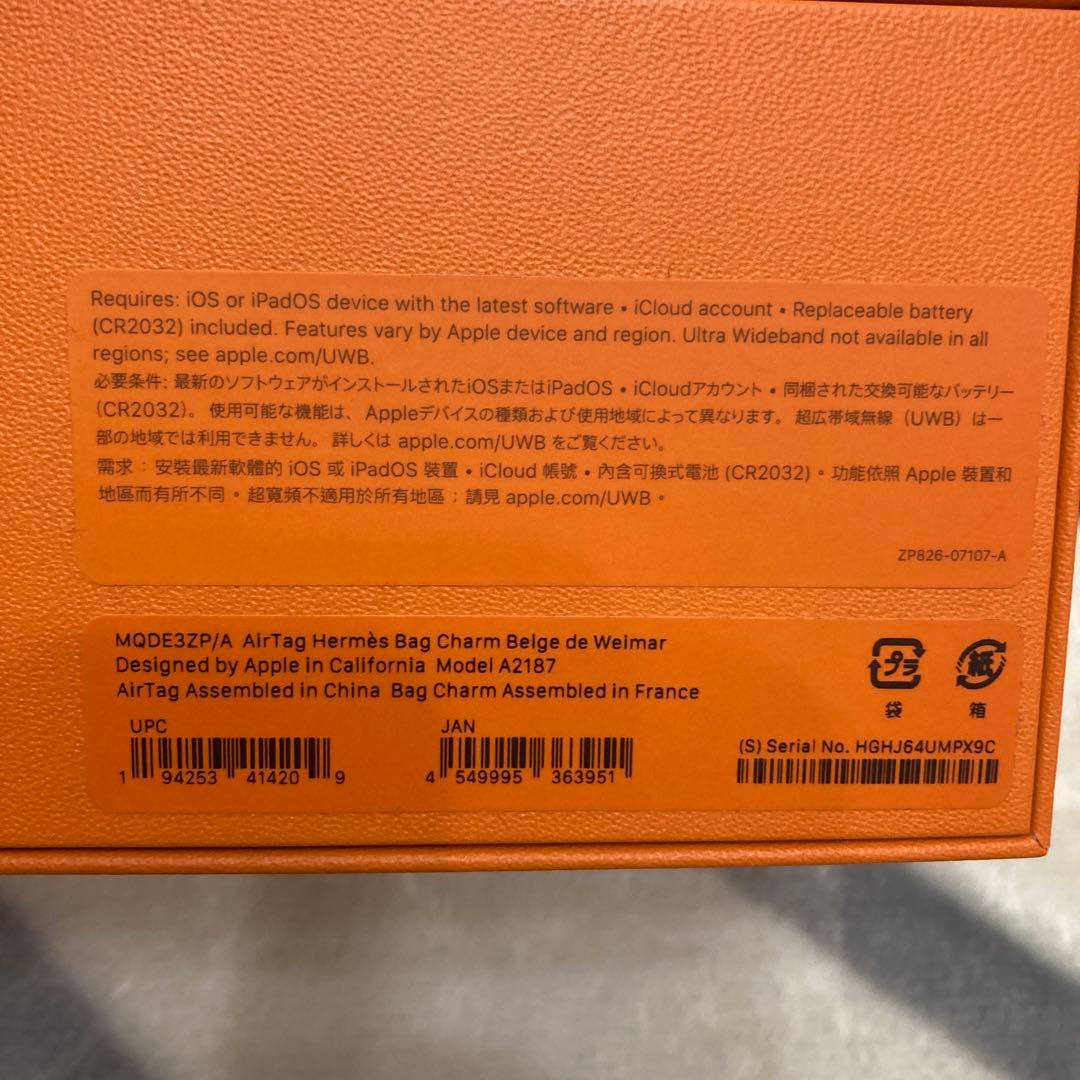 Requires: iOS or iPadOS device with the latest software • iCloud account • Replaceable battery
(CR2032) included. Features vary by Apple device and region. Ultra Wideband not available in all
regions; see apple.com/UWB.
必要条件: 最新のソフトウェアがインストールされたiOSまたはiPadOS • iCloudアカウント • 同梱された交換可能なバッテリー
(CR2032)。 使用可能な機能は、 Appleデバイスの種類および使用地域によって異なります。 超広帯域無線（UWB）は一
部の地域では利用できません。 詳しくは apple.com/UWB をご覧ください。
需求：安裝最新軟體的 iOS 或 iPadOS 裝置 • iCloud 帳號 • 內含可換式電池 (CR2032)。功能依照 Apple 裝置和
地區而有所不同。超寬頻不適用於所有地區；請見 apple.com/UWB。
ZP826-07107-A
MQDE3ZP/A AirTag Hermès Bag Charm Beige de Weimar
Designed by Apple in California Model A2187
AirTag Assembled in China Bag Charm Assembled in France
プラ 紙
袋 箱
UPC JAN
(S) Serial No. HGHJ64UMPX9C
1 94253 41420 9 4 549995 363951